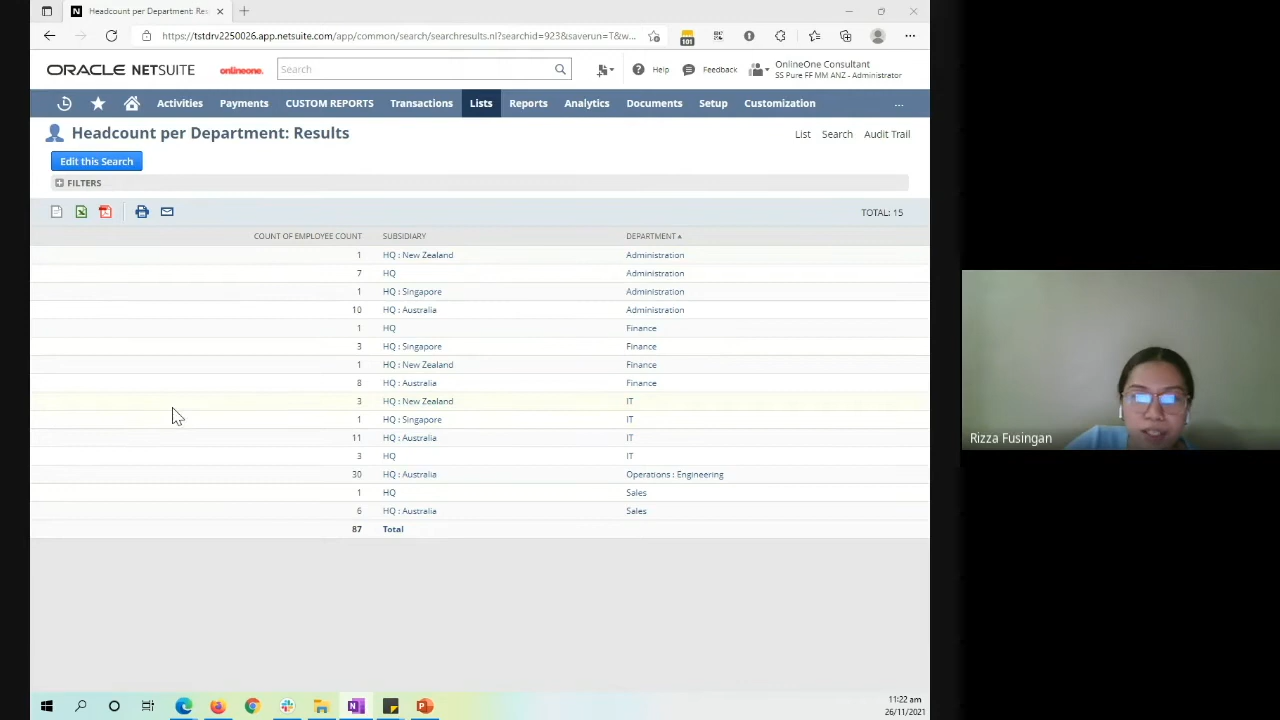 Headcount per Department: Res
https://tstdrv2250026.app.netsuite.com/app/common/search/searchresults.nl?searchid=923&saverun=T&w...
101
ORACLE NETSUITE
onlineone.
Search
Help
Feedback
OnlineOne Consultant
SS Pure FF MM ANZ - Administrator
Activities Payments CUSTOM REPORTS Transactions Lists Reports Analytics Documents Setup Customization ...
Headcount per Department: Results
List Search Audit Trail
Edit this Search
FILTERS
TOTAL: 15
COUNT OF EMPLOYEE COUNT SUBSIDIARY DEPARTMENT ▲
1 HQ : New Zealand Administration
7 HQ Administration
1 HQ : Singapore Administration
10 HQ : Australia Administration
1 HQ Finance
3 HQ : Singapore Finance
1 HQ : New Zealand Finance
8 HQ : Australia Finance
3 HQ : New Zealand IT
1 HQ : Singapore IT
11 HQ : Australia IT
3 HQ IT
30 HQ : Australia Operations : Engineering
1 HQ Sales
6 HQ : Australia Sales
87 Total
Rizza Fusingan
11:22 am
26/11/2021